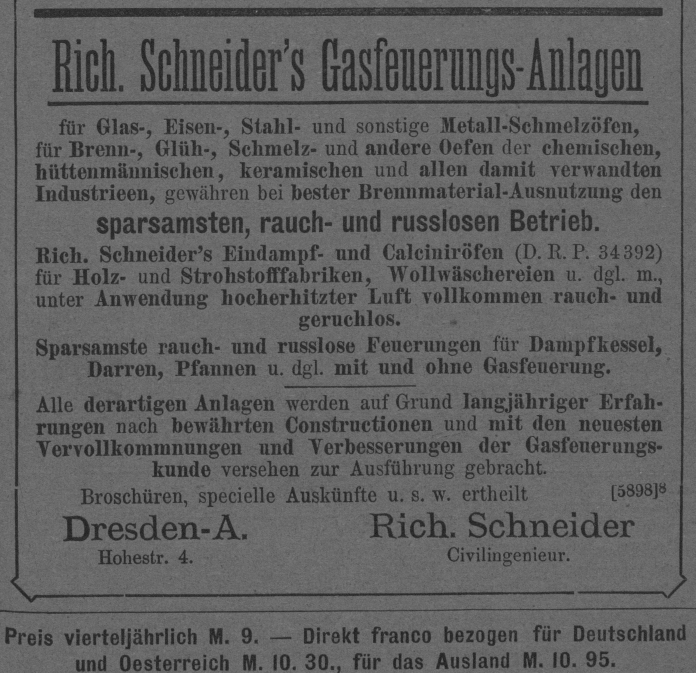 Rich. Schneider's Gasfeuerungs-Anlagen
für Glas-, Eisen-, Stahl- und sonstige Metall-Schmelzöfen,
für Brenn-, Glüh-, Schmelz- und andere Oefen der chemischen,
hüttenmännischen, keramischen und allen damit verwandten
Industrieen, gewähren bei bester Brennmaterial-Ausnutzung den
sparsamsten, rauch- und russlosen Betrieb.
Rich. Schneider's Eindampf- und Calciniröfen (D. R. P. 34392)
für Holz- und Strohstofffabriken, Wollwäschereien u. dgl. m.,
unter Anwendung hocherhitzter Luft vollkommen rauch- und
geruchlos.
Sparsamste rauch- und russlose Feuerungen für Dampfkessel,
Darren, Pfannen u. dgl. mit und ohne Gasfeuerung.
Alle derartigen Anlagen werden auf Grund langjähriger Erfah-
rungen nach bewährten Constructionen und mit den neuesten
Vervollkommnungen und Verbesserungen der Gasfeuerungs-
kunde versehen zur Ausführung gebracht.
Broschüren, specielle Auskünfte u. s. w. ertheilt [5898]8
Dresden-A. Rich. Schneider
Hohestr. 4. Civilingenieur.
Preis vierteljährlich M. 9. — Direkt franco bezogen für Deutschland
und Oesterreich M. 10. 30., für das Ausland M. 10. 95.